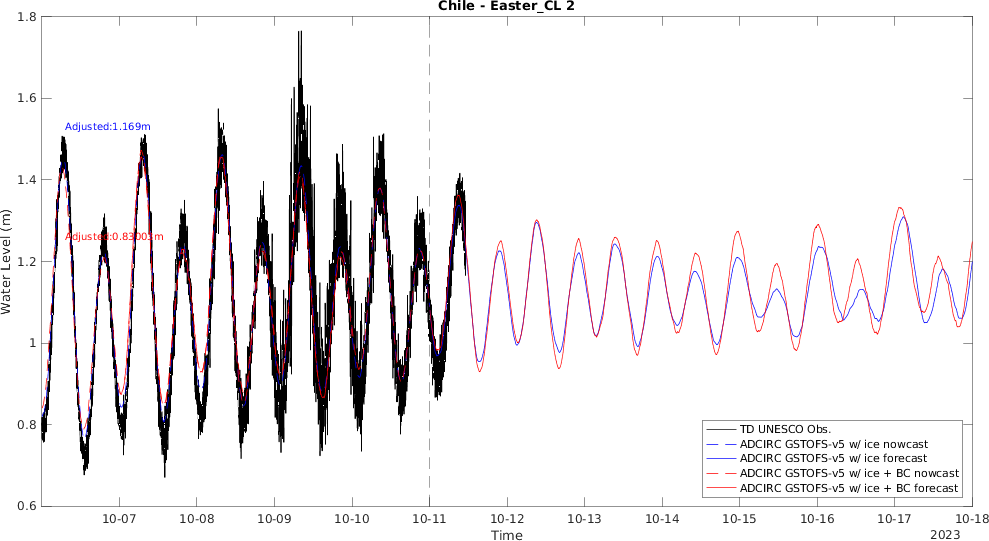 Chile - Easter_CL 2
1.8
1.6
1.4
1.2
1
0.8
0.6
Water Level (m)
Adjusted:1.169m
Adjusted:0.83003m
TD UNESCO Obs.
ADCIRC GSTOFS-v5 w/ ice nowcast
ADCIRC GSTOFS-v5 w/ ice forecast
ADCIRC GSTOFS-v5 w/ ice + BC nowcast
ADCIRC GSTOFS-v5 w/ ice + BC forecast
10-07 10-08 10-09 10-10 10-11 10-12 10-13 10-14 10-15 10-16 10-17 10-18
Time
2023